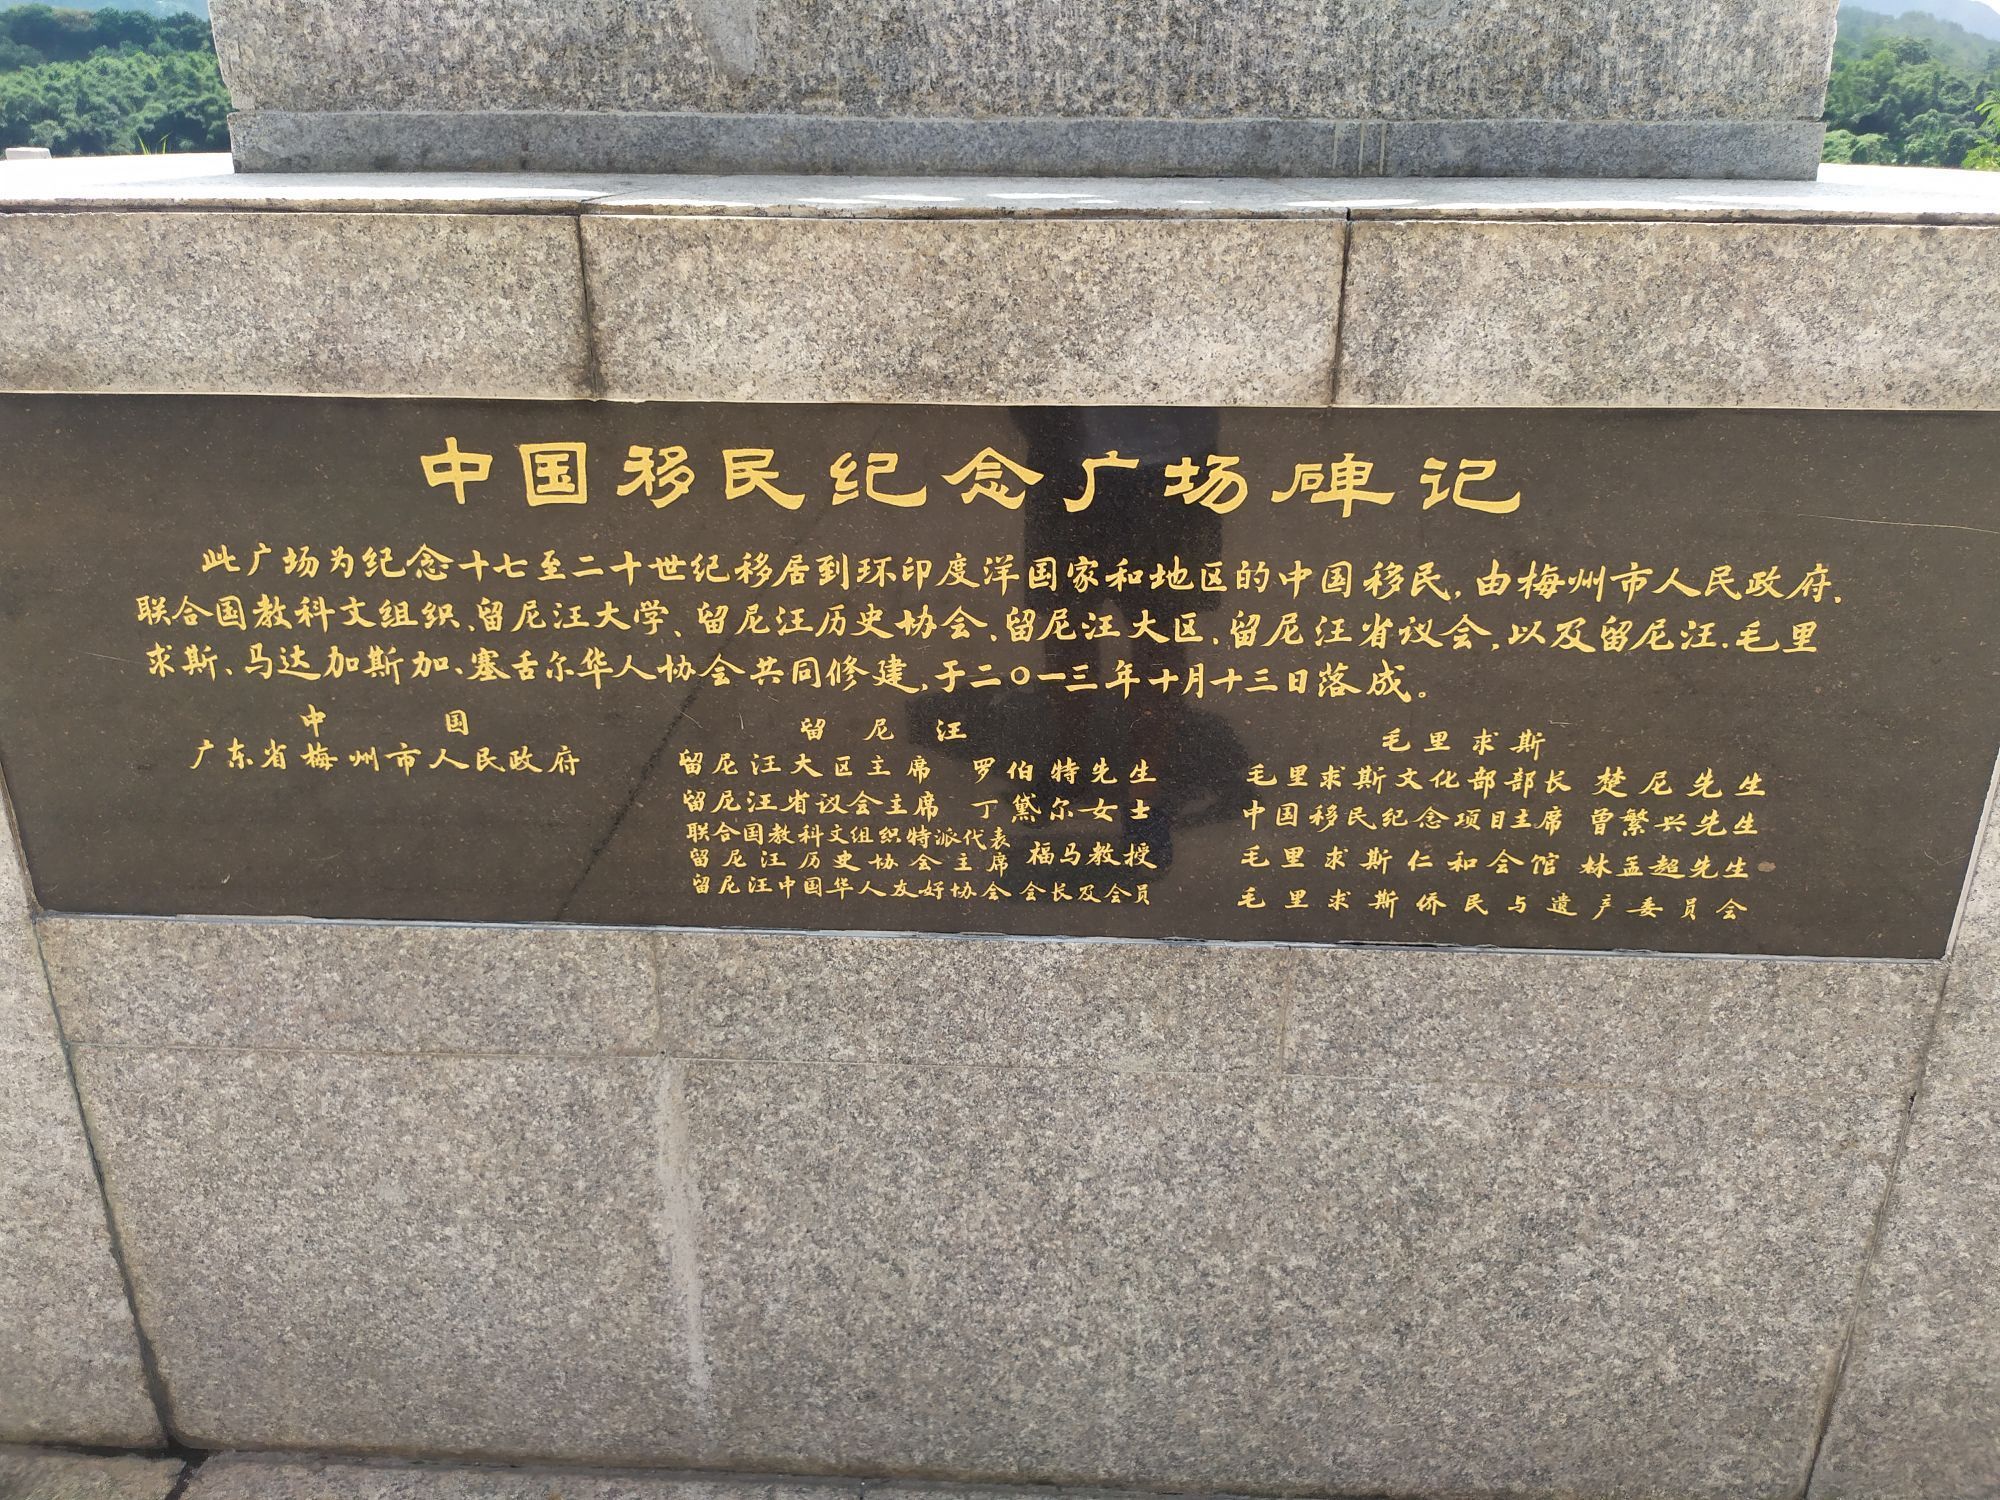 中国移民纪念广场碑记
此广场为纪念十七至二十世纪移居到环印度洋国家和地区的中国移民,由梅州市人民政府、
联合国教科文组织、留尼汪大学、留尼汪历史协会、留尼汪大区、留尼汪省议会,以及留尼汪、毛里
求斯、马达加斯加、塞舌尔华人协会共同修建,于二〇一三年十月十三日落成。
中国
广东省梅州市人民政府
留尼汪
留尼汪大区主席 罗伯特先生
留尼汪省议会主席 丁黛尔女士
联合国教科文组织特派代表
留尼汪历史协会主席 福马教授
留尼汪中国华人友好协会会长及会员
毛里求斯
毛里求斯文化部部长 楚尼先生
中国移民纪念项目主席 曾繁兴先生
毛里求斯仁和会馆 林孟超先生
毛里求斯侨民与遗产委员会